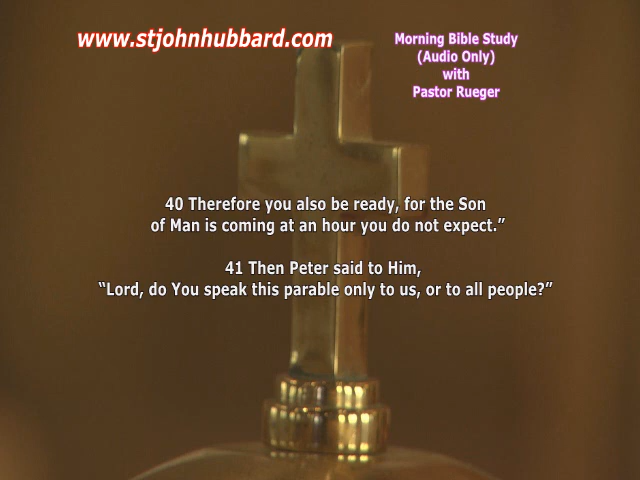 www.stjohnhubbard.com
Morning Bible Study
(Audio Only)
with
Pastor Rueger
40 Therefore you also be ready, for the Son
of Man is coming at an hour you do not expect.”
41 Then Peter said to Him,
“Lord, do You speak this parable only to us, or to all people?”